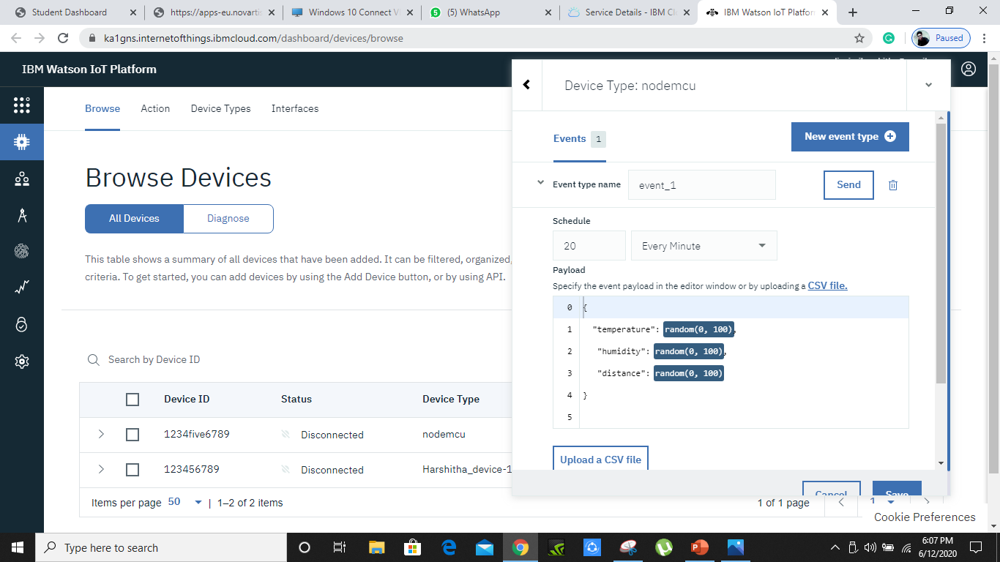 Student Dashboard
https://apps-eu.novartis
Windows 10 Connect V
(5) WhatsApp
Service Details - IBM Cl
IBM Watson IoT Platfor
ka1gns.internetofthings.ibmcloud.com/dashboard/devices/browse
Paused
IBM Watson IoT Platform
Browse
Action
Device Types
Interfaces
Browse Devices
All Devices
Diagnose
This table shows a summary of all devices that have been added. It can be filtered, organized,
criteria. To get started, you can add devices by using the Add Device button, or by using API.
Search by Device ID
Device ID Status Device Type
1234five6789 Disconnected nodemcu
123456789 Disconnected Harshitha_device-1
Items per page 50 | 1–2 of 2 items
1 of 1 page
1
Device Type: nodemcu
Events 1
New event type
Event type name event_1 Send
Schedule
20 Every Minute
Payload
Specify the event payload in the editor window or by uploading a CSV file.
0 {
1 "temperature": random(0, 100),
2 "humidity": random(0, 100),
3 "distance": random(0, 100)
4 }
5
Upload a CSV file
Cancel Save
Cookie Preferences
Type here to search
6:07 PM
6/12/2020